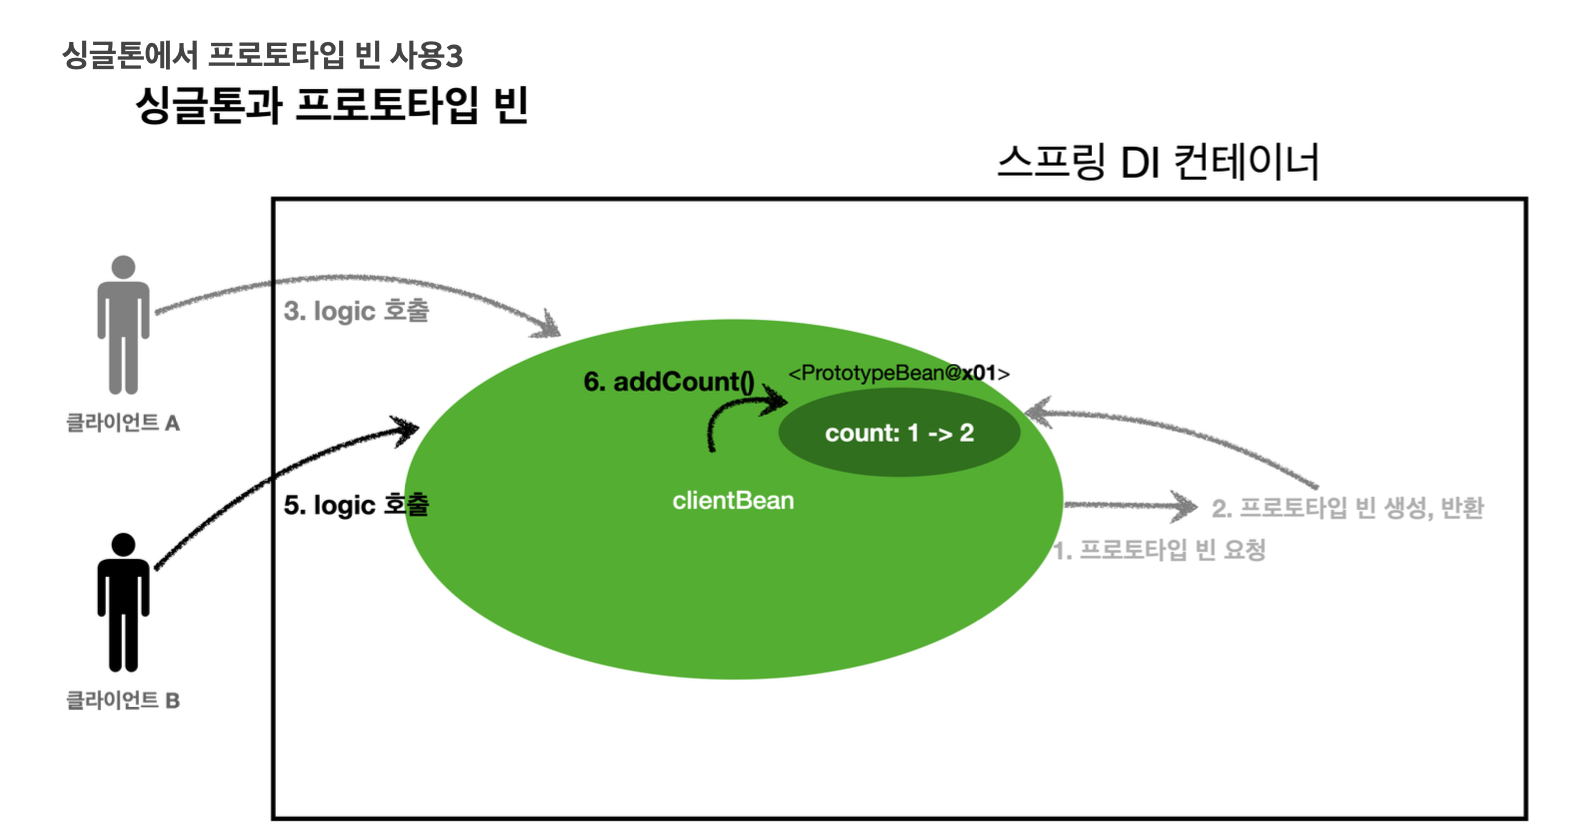 싱글톤에서 프로토타입 빈 사용3
싱글톤과 프로토타입 빈
스프링 DI 컨테이너
3. logic 호출
클라이언트 A
6. addCount()
<PrototypeBean@x01>
count: 1 -> 2
5. logic 호출
clientBean
2. 프로토타입 빈 생성, 반환
1. 프로토타입 빈 요청
클라이언트 B